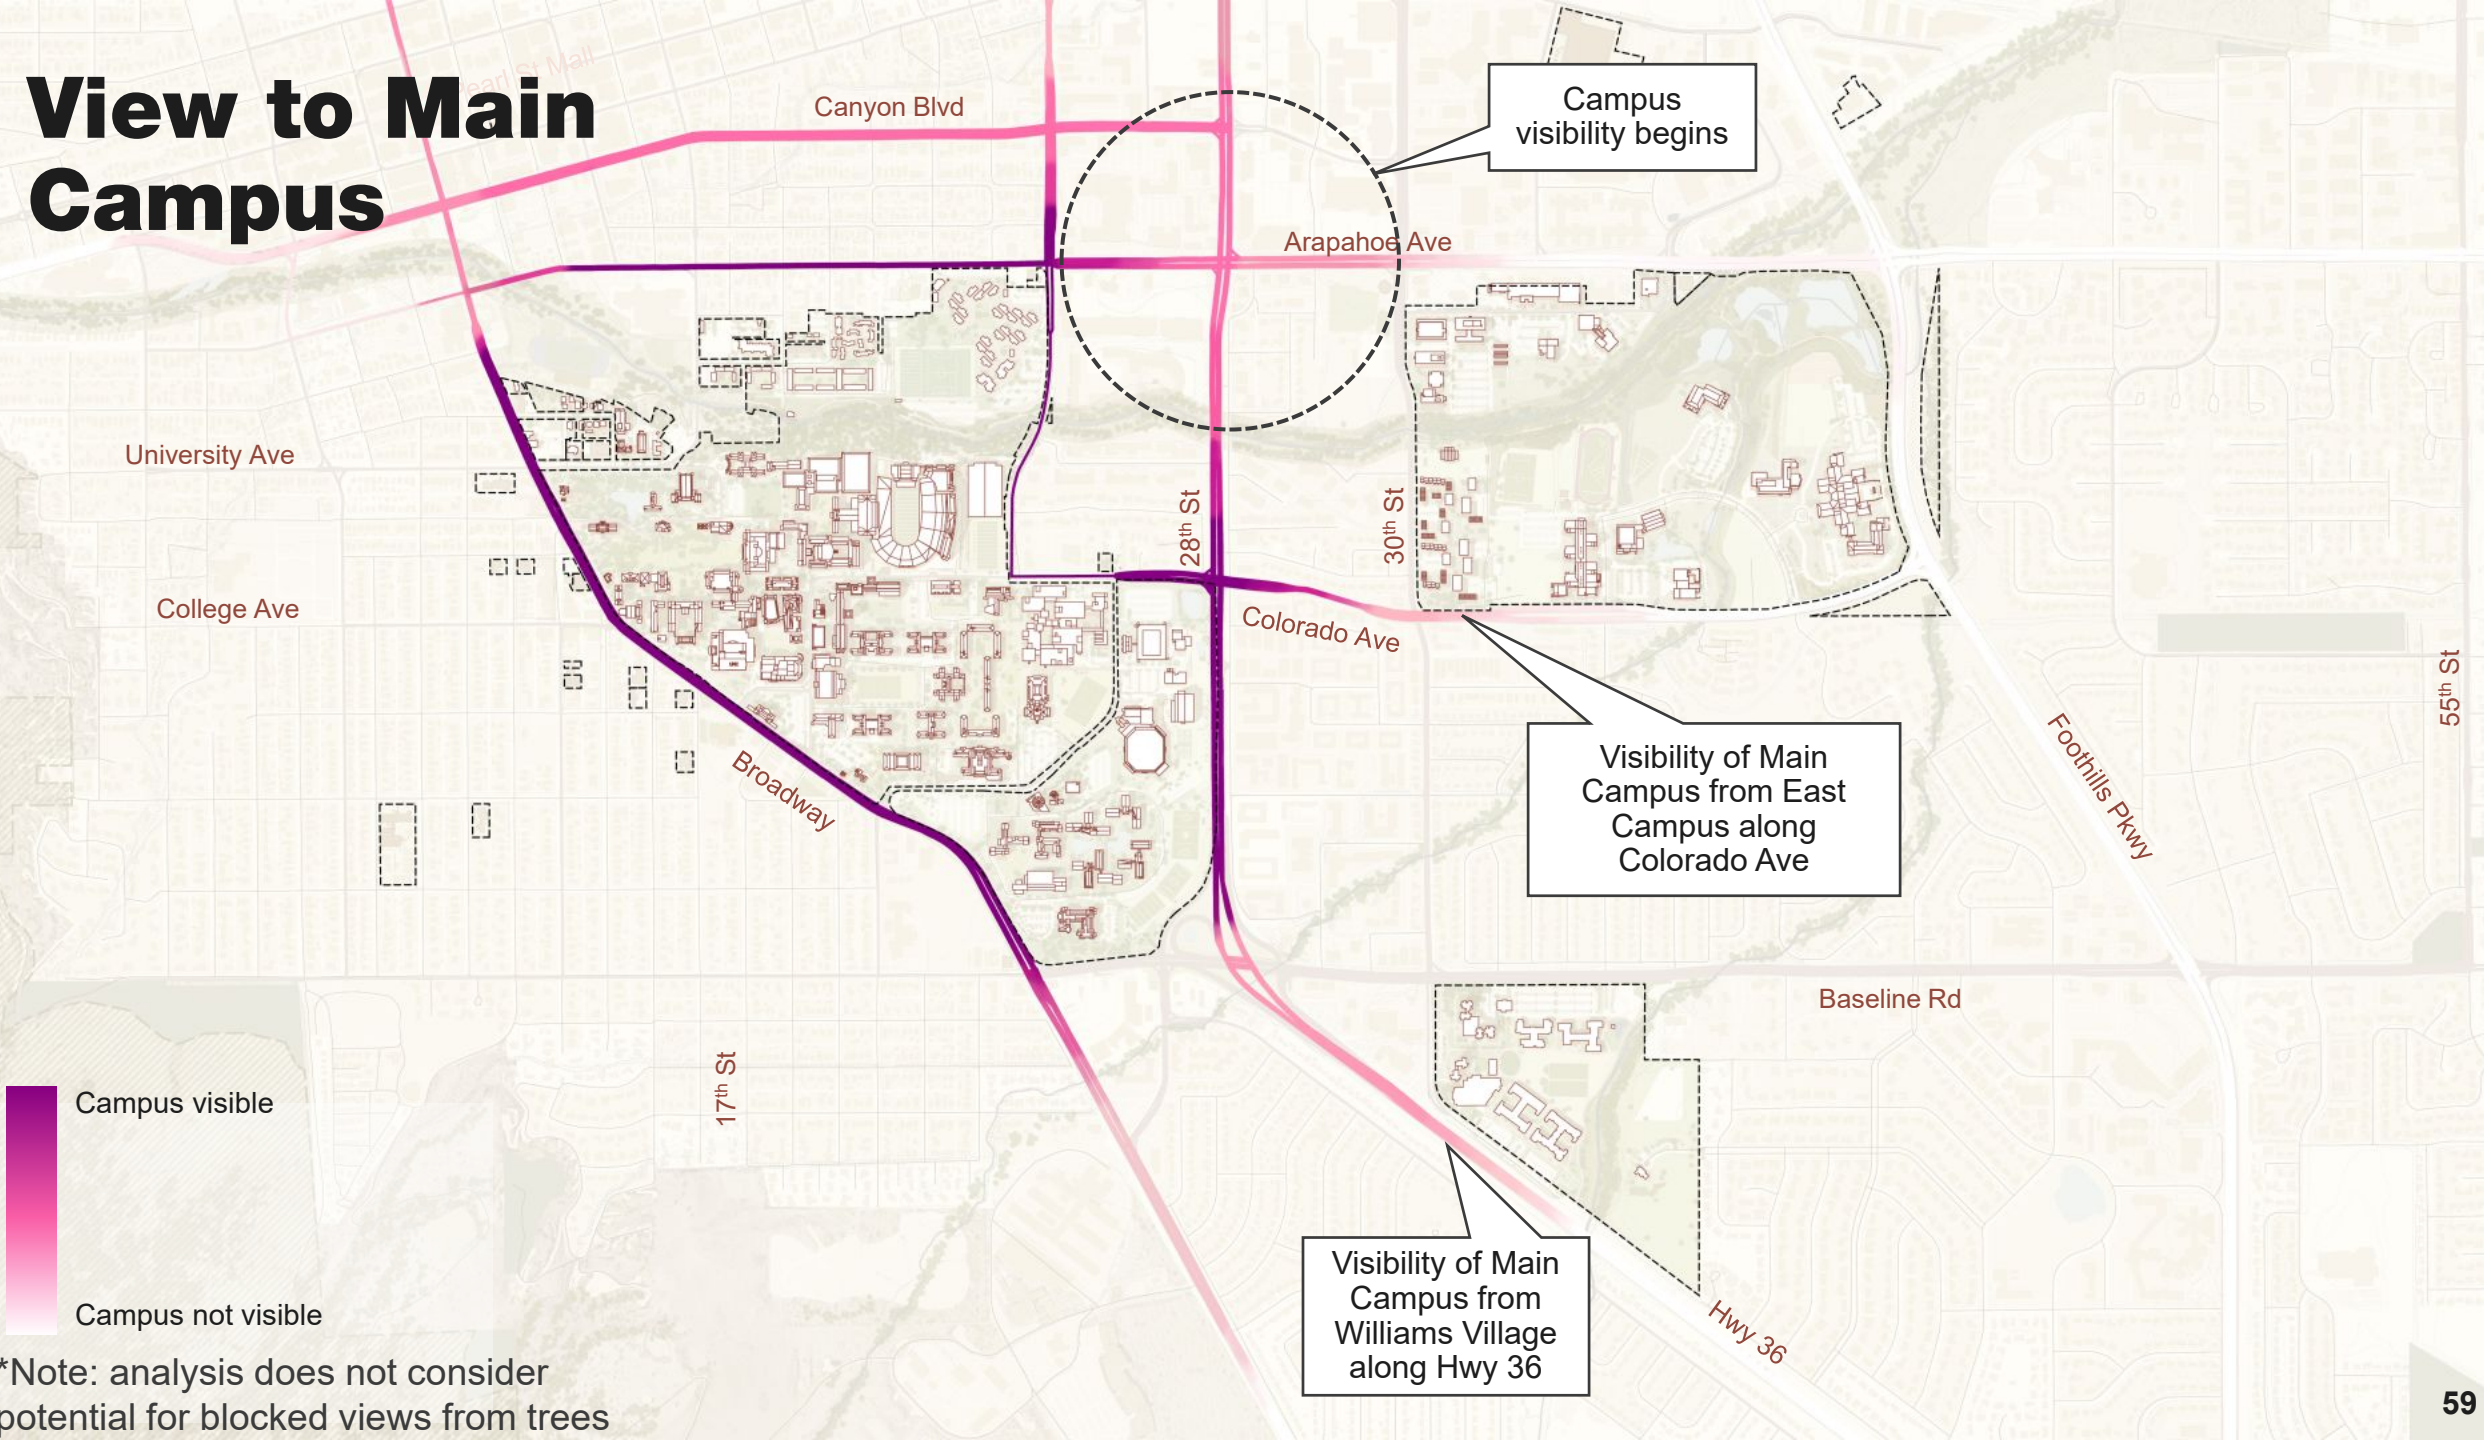 View to Main
Campus
Pearl St Mall
Canyon Blvd
Campus
visibility begins
Arapahoe Ave
University Ave
28th St
30th St
College Ave
Colorado Ave
55th St
Foothills Pkwy
Visibility of Main
Campus from East
Campus along
Colorado Ave
Broadway
Baseline Rd
17th St
Campus visible
Visibility of Main
Campus from
Williams Village
along Hwy 36
Hwy 36
Campus not visible
*Note: analysis does not consider
potential for blocked views from trees
59